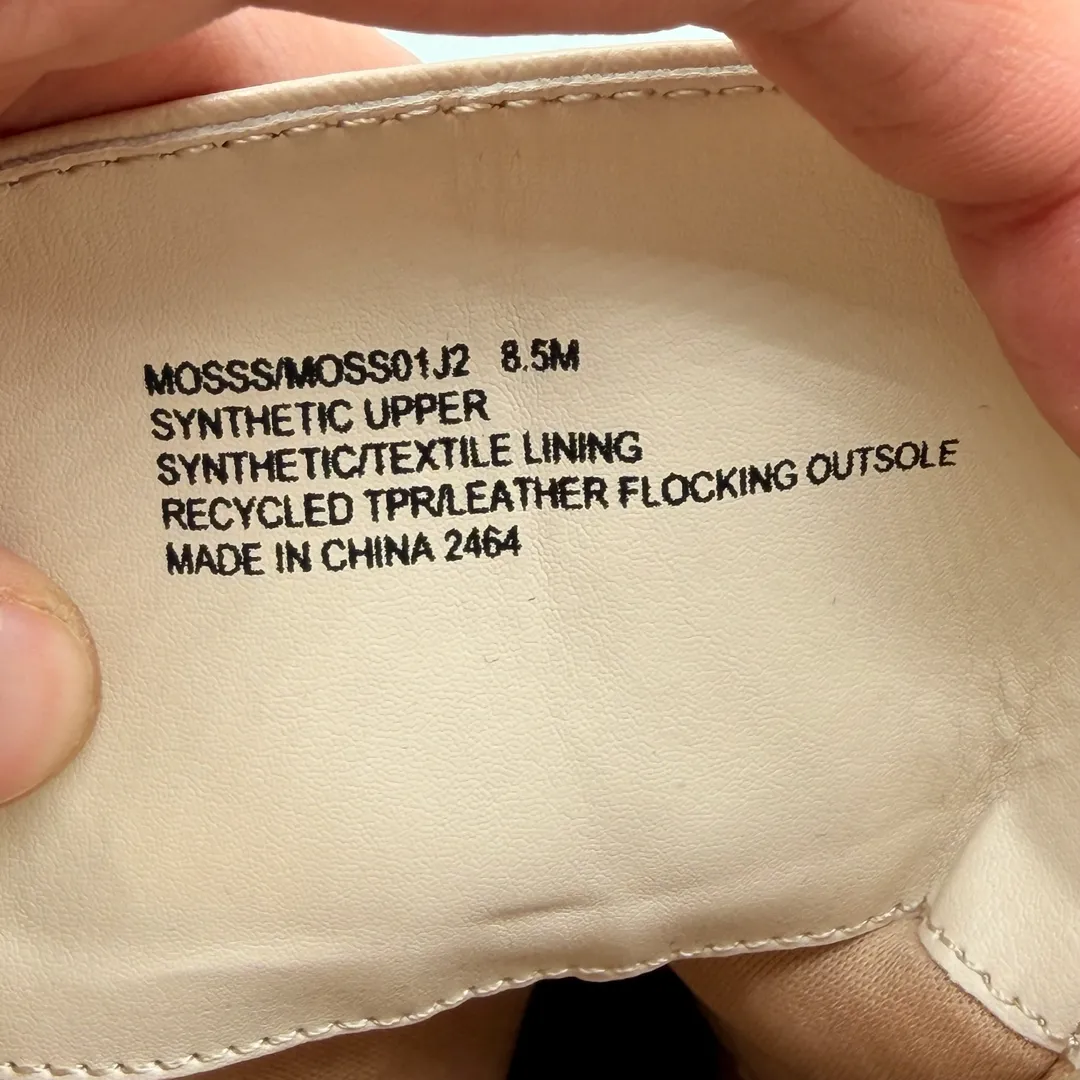 MOSSS/MOSS01J2 8.5M
SYNTHETIC UPPER
SYNTHETIC/TEXTILE LINING
RECYCLED TPR/LEATHER FLOCKING OUTSOLE
MADE IN CHINA 2464